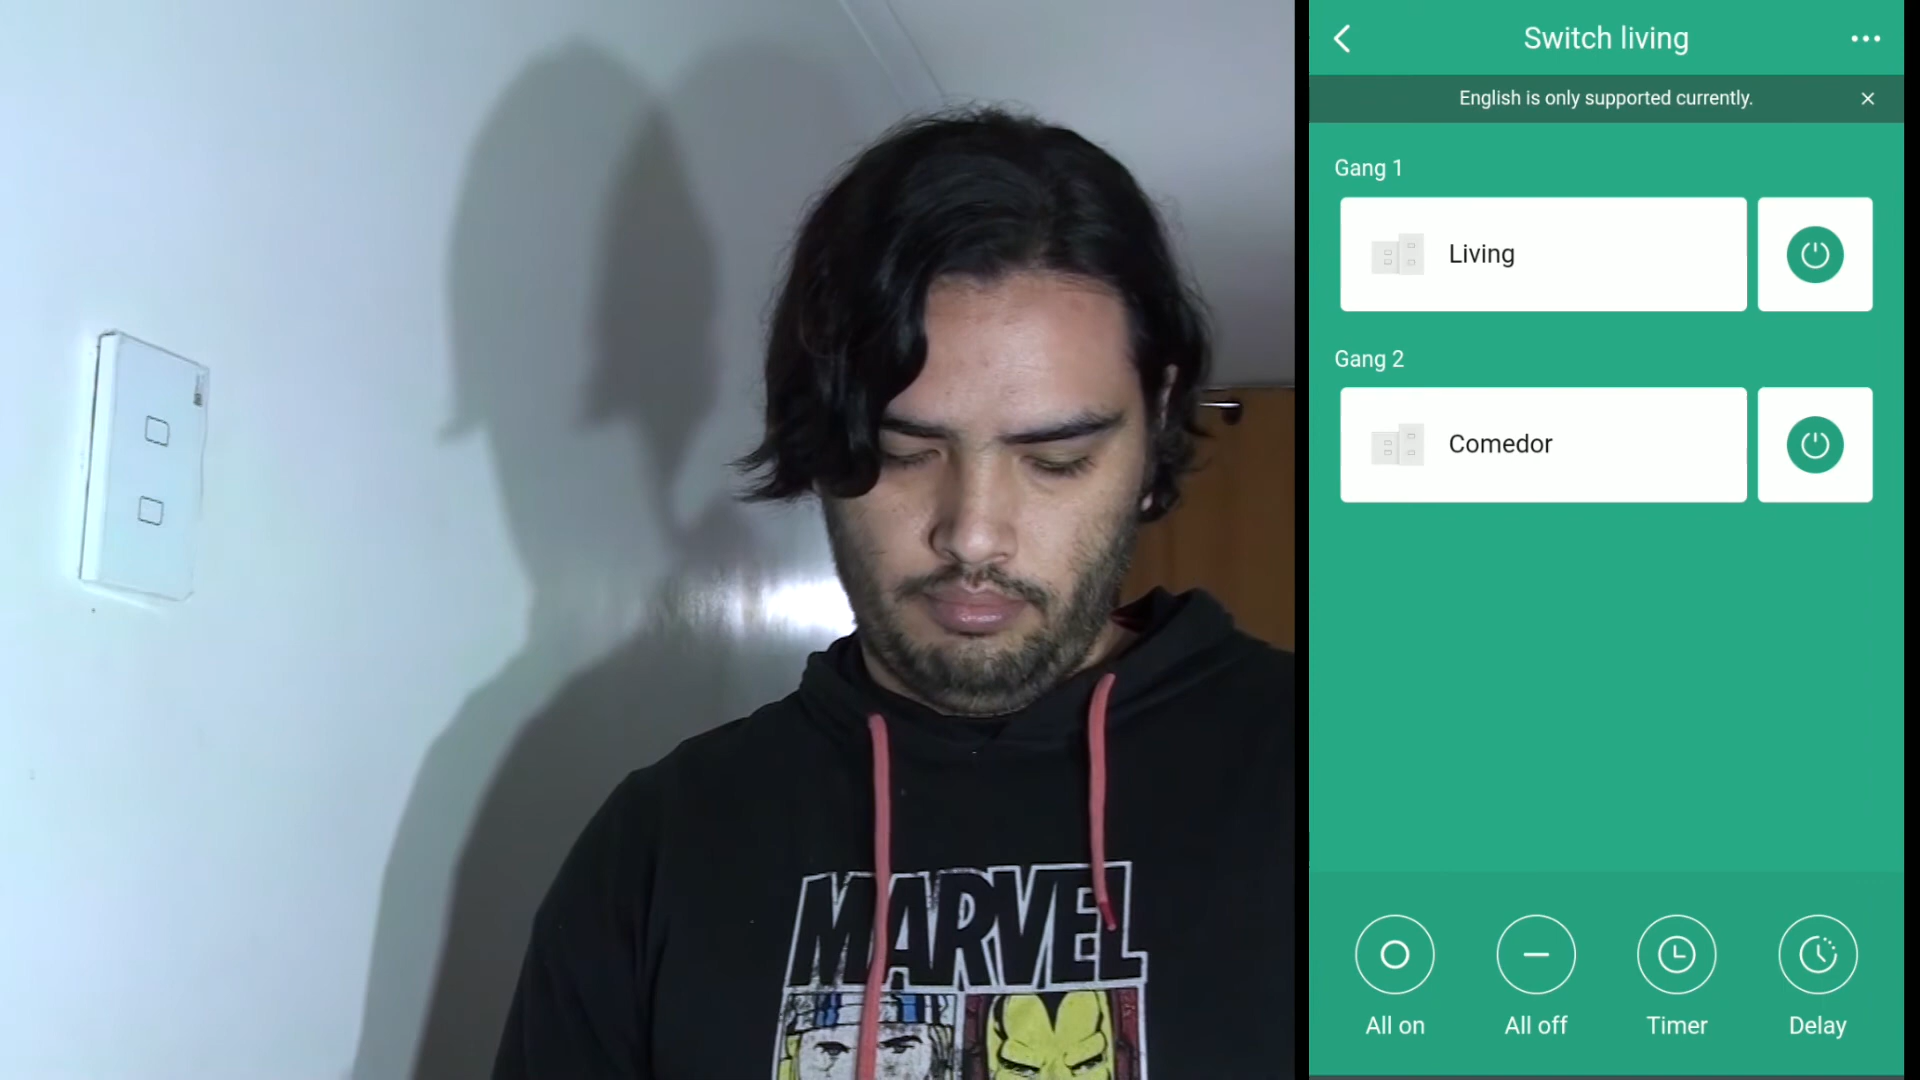 Switch living
English is only supported currently.
Gang 1
Living
Gang 2
Comedor
All on
All off
Timer
Delay
MARVEL